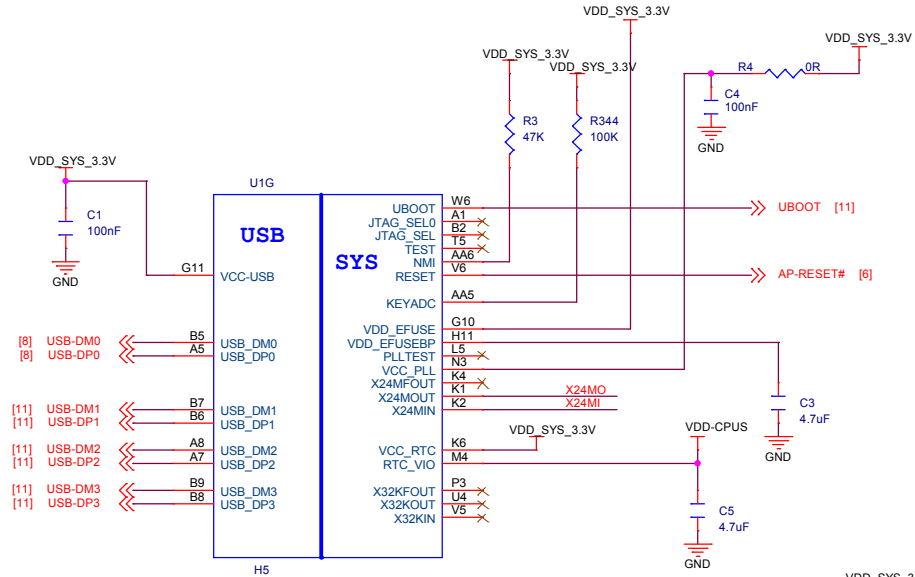 VDD_SYS_3.3V
VDD_SYS_3.3V
VDD_SYS_3.3V
VDD_SYS_3.3V
R4 0R
C4
100nF
GND
R3
47K
R344
100K
VDD_SYS_3.3V
C1
100nF
GND
U1G
USB
SYS
G11 VCC-USB
[8] USB-DM0 B5 USB_DM0
[8] USB-DP0 A5 USB_DP0
[11] USB-DM1 B7 USB_DM1
[11] USB-DP1 B6 USB_DP1
[11] USB-DM2 A8 USB_DM2
[11] USB-DP2 A7 USB_DP2
[11] USB-DM3 B9 USB_DM3
[11] USB-DP3 B8 USB_DP3
UBOOT W6 UBOOT [11]
JTAG_SEL0 A1
JTAG_SEL B2
TEST T5
NMI AA6
RESET V6 AP-RESET# [6]
KEYADC AA5
VDD_EFUSE G10
VDD_EFUSEBP H11
PLLTEST L5
VCC_PLL N3
X24MFOUT K4
X24MOUT K1 X24MO
X24MIN K2 X24MI
VCC_RTC K6 VDD_SYS_3.3V
RTC_VIO M4
X32KFOUT P3
X32KOUT U4
X32KIN V5
C3
4.7uF
GND
VDD-CPUS
C5
4.7uF
GND
H5